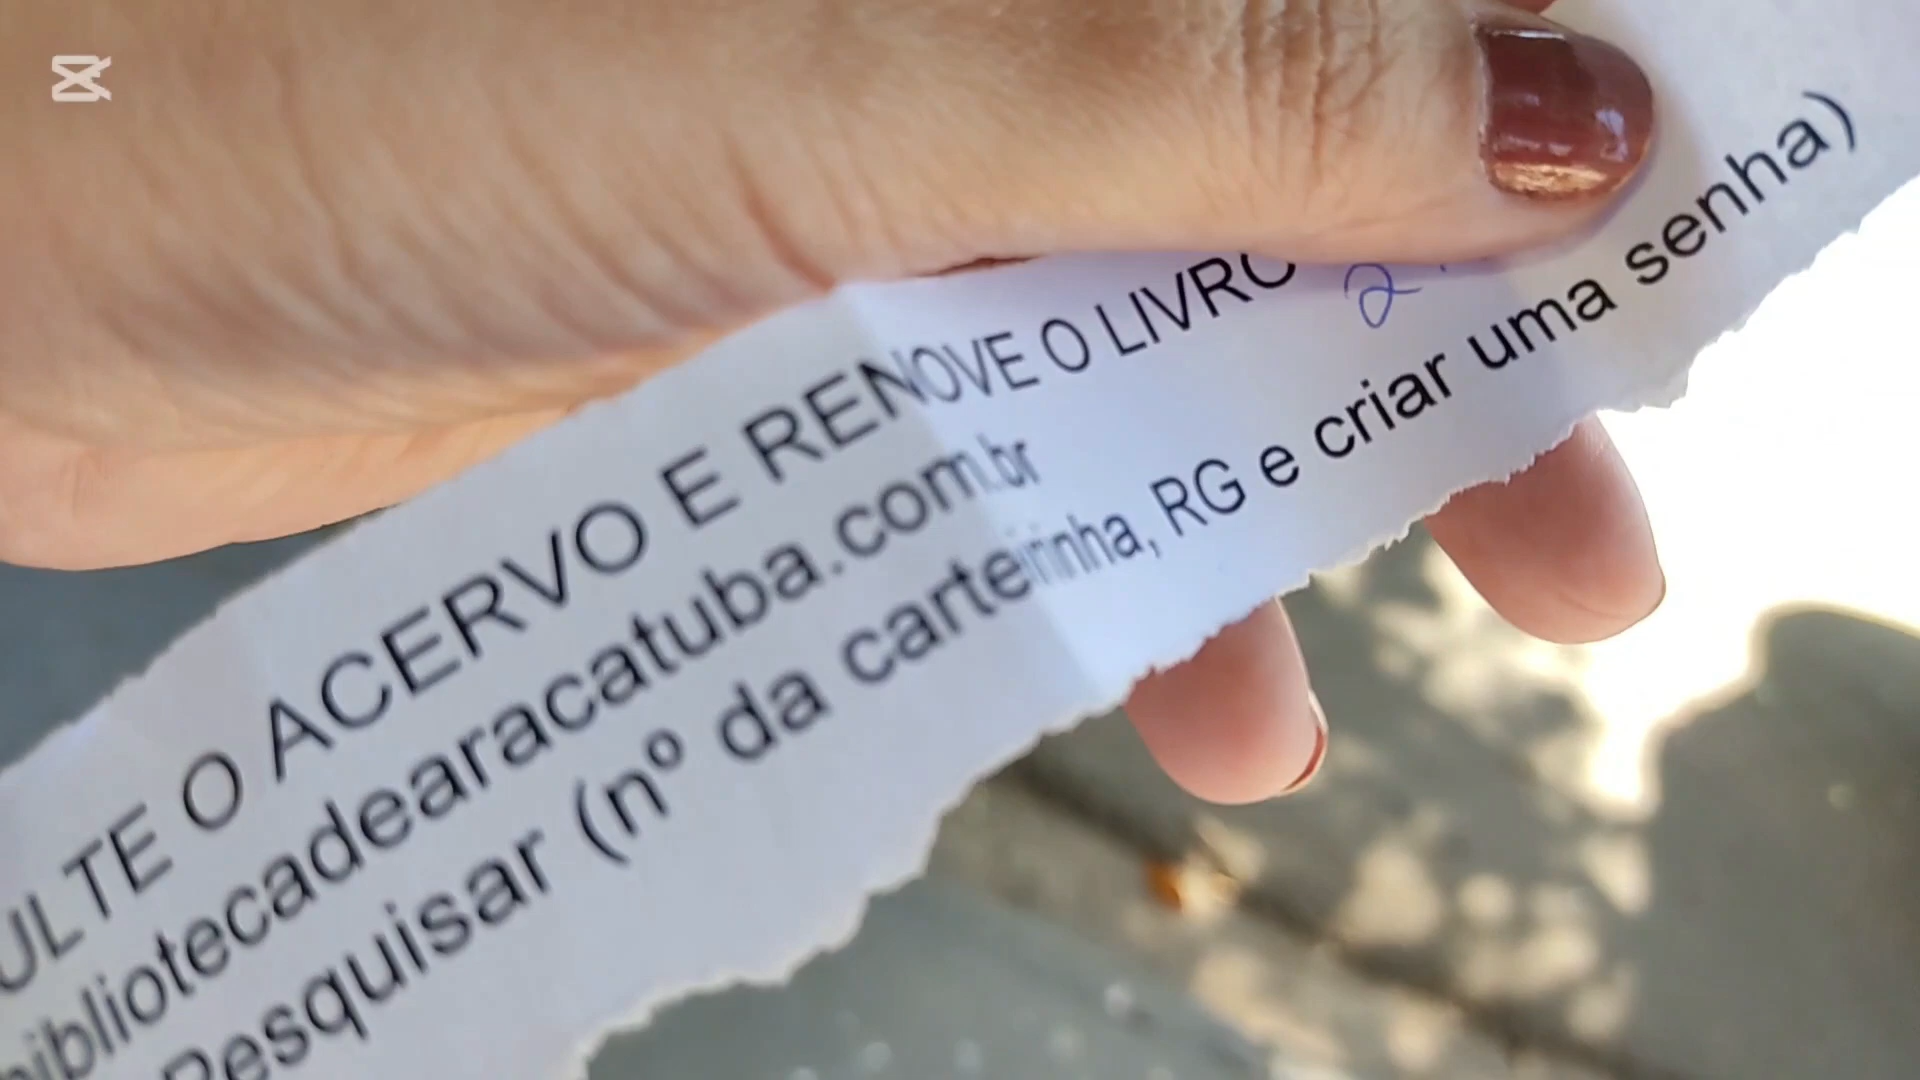 ULTE O ACERVO E RENOVE O LIVRO
bibliotecadearacatuba.com.br
Pesquisar (nº da carteirinha, RG e criar uma senha)